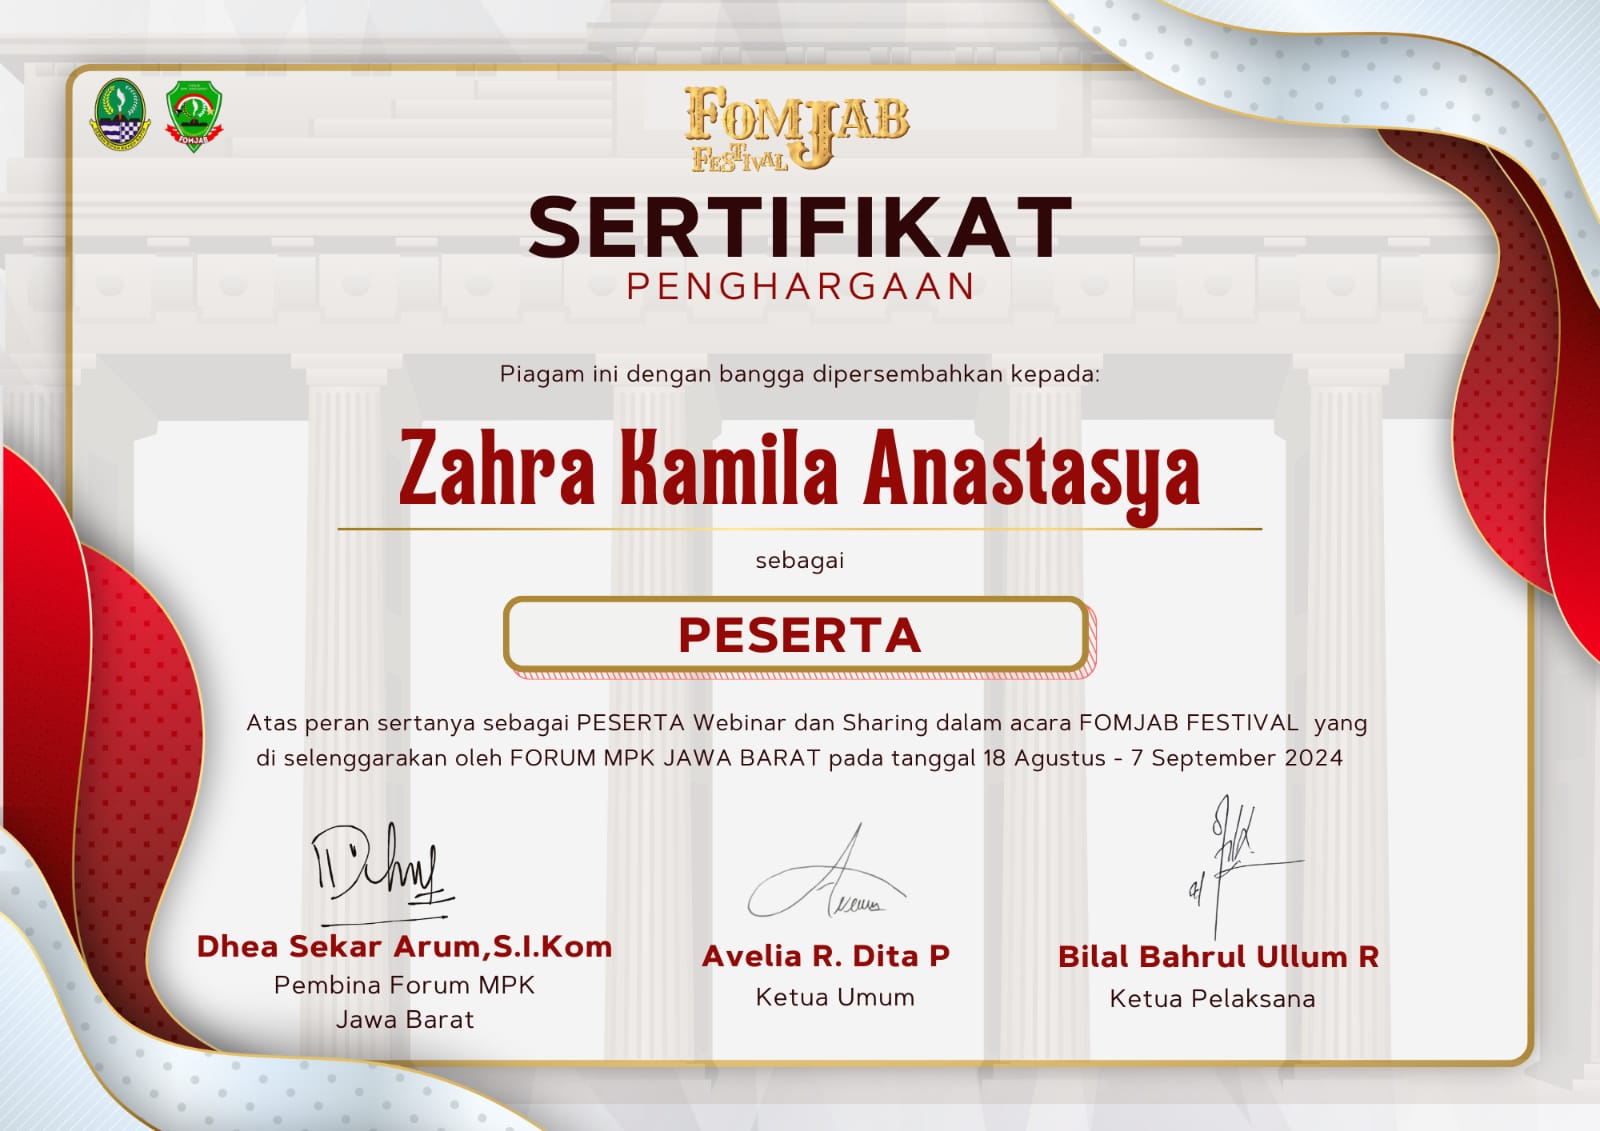 FOMJAB
FOMJAB
FESTIVAL
SERTIFIKAT
PENGHARGAAN
Piagam ini dengan bangga dipersembahkan kepada:
Zahra Kamila Anastasya
sebagai
PESERTA
Atas peran sertanya sebagai PESERTA Webinar dan Sharing dalam acara FOMJAB FESTIVAL yang
di selenggarakan oleh FORUM MPK JAWA BARAT pada tanggal 18 Agustus - 7 September 2024
Dhea Sekar Arum,S.I.Kom
Pembina Forum MPK
Jawa Barat
Avelia R. Dita P
Ketua Umum
Bilal Bahrul Ullum R
Ketua Pelaksana